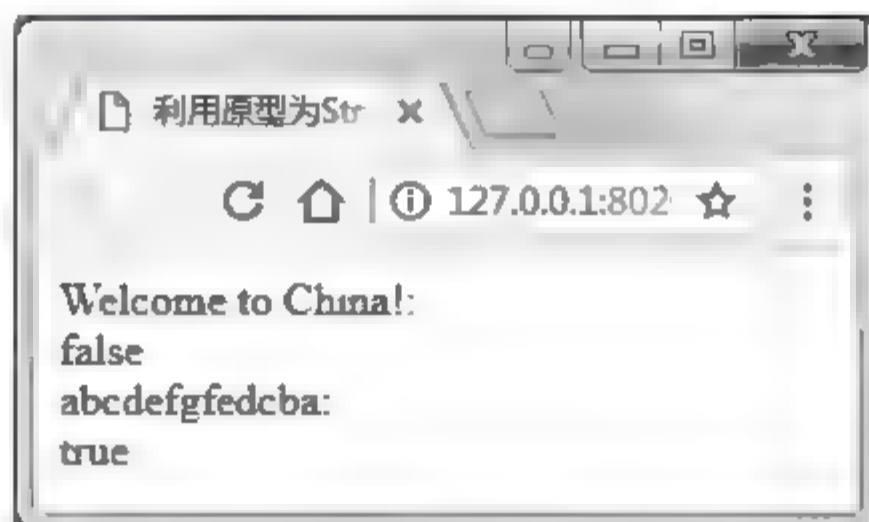 利用原型为Str
127.0.0.1:802
Welcome to China!:
false
abcdefgfedcba:
true